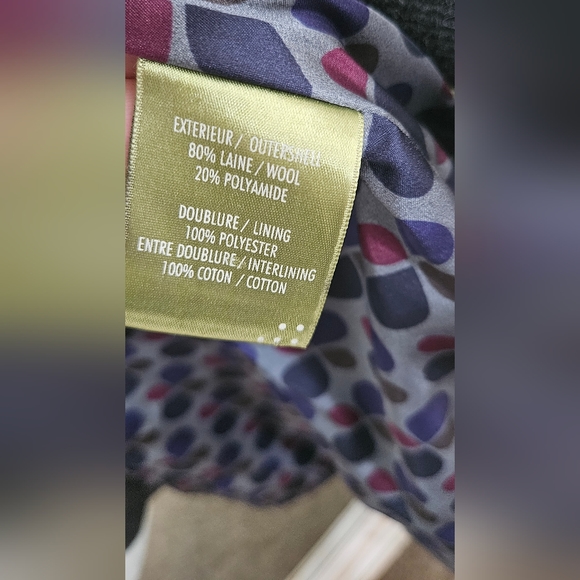 EXTERIEUR / OUTERSHELL
80% LAINE / WOOL
20% POLYAMIDE
DOUBLURE / LINING
100% POLYESTER
ENTRE DOUBLURE / INTERLINING
100% COTON / COTTON